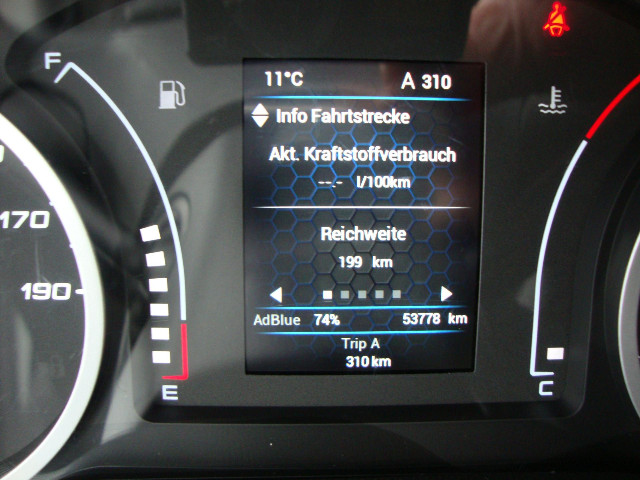 F
11°C A 310
Info Fahrtstrecke
Akt. Kraftstoffverbrauch
--.- l/100km
170
Reichweite
199 km
190
AdBlue 74% 53778 km
Trip A
310 km
E C